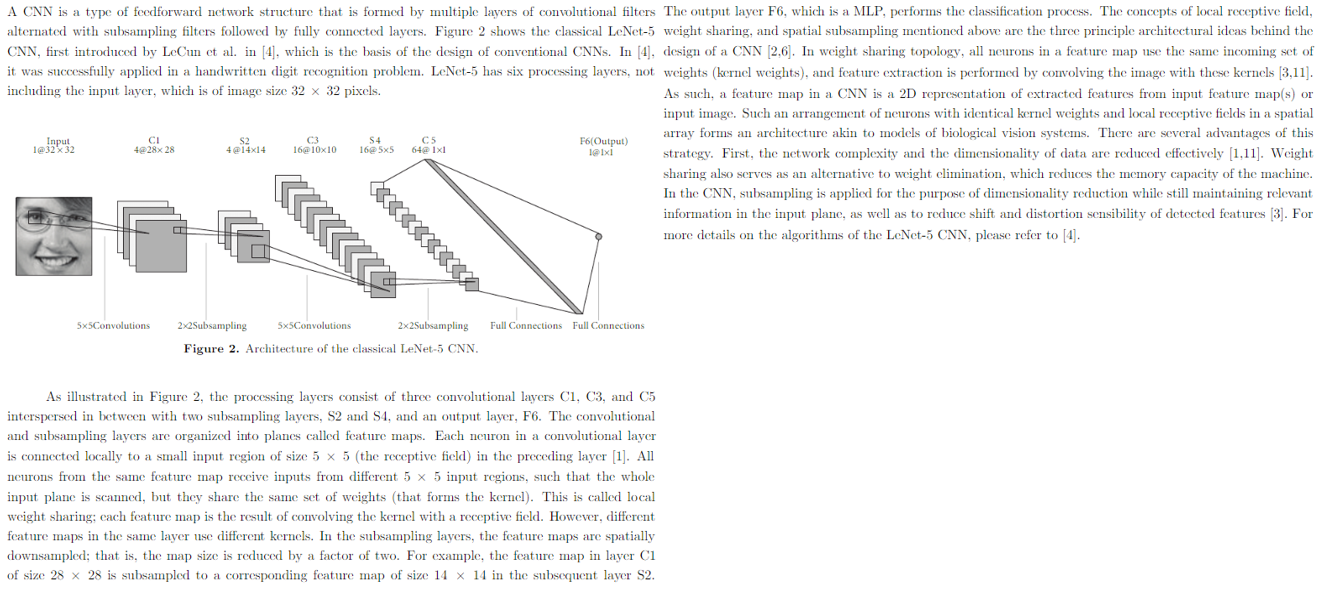 A CNN is a type of feedforward network structure that is formed by multiple layers of convolutional filters
alternated with subsampling filters followed by fully connected layers. Figure 2 shows the classical LeNet-5
CNN, first introduced by LeCun et al. in [4], which is the basis of the design of conventional CNNs. In [4],
it was successfully applied in a handwritten digit recognition problem. LeNet-5 has six processing layers, not
including the input layer, which is of image size 32 × 32 pixels.
Input C1 S2 C3 S4 C5 F6(Output)
1@32×32 4@28×28 4@14×14 16@10×10 16@5×5 64@1×1 1@1×1
5×5Convolutions 2×2Subsampling 5×5Convolutions 2×2Subsampling Full Connections Full Connections
Figure 2. Architecture of the classical LeNet-5 CNN.
As illustrated in Figure 2, the processing layers consist of three convolutional layers C1, C3, and C5
interspersed in between with two subsampling layers, S2 and S4, and an output layer, F6. The convolutional
and subsampling layers are organized into planes called feature maps. Each neuron in a convolutional layer
is connected locally to a small input region of size 5 × 5 (the receptive field) in the preceding layer [1]. All
neurons from the same feature map receive inputs from different 5 × 5 input regions, such that the whole
input plane is scanned, but they share the same set of weights (that forms the kernel). This is called local
weight sharing; each feature map is the result of convolving the kernel with a receptive field. However, different
feature maps in the same layer use different kernels. In the subsampling layers, the feature maps are spatially
downsampled; that is, the map size is reduced by a factor of two. For example, the feature map in layer C1
of size 28 × 28 is subsampled to a corresponding feature map of size 14 × 14 in the subsequent layer S2.
The output layer F6, which is a MLP, performs the classification process. The concepts of local receptive field,
weight sharing, and spatial subsampling mentioned above are the three principle architectural ideas behind the
design of a CNN [2,6]. In weight sharing topology, all neurons in a feature map use the same incoming set of
weights (kernel weights), and feature extraction is performed by convolving the image with these kernels [3,11].
As such, a feature map in a CNN is a 2D representation of extracted features from input feature map(s) or
input image. Such an arrangement of neurons with identical kernel weights and local receptive fields in a spatial
array forms an architecture akin to models of biological vision systems. There are several advantages of this
strategy. First, the network complexity and the dimensionality of data are reduced effectively [1,11]. Weight
sharing also serves as an alternative to weight elimination, which reduces the memory capacity of the machine.
In the CNN, subsampling is applied for the purpose of dimensionality reduction while still maintaining relevant
information in the input plane, as well as to reduce shift and distortion sensibility of detected features [3]. For
more details on the algorithms of the LeNet-5 CNN, please refer to [4].